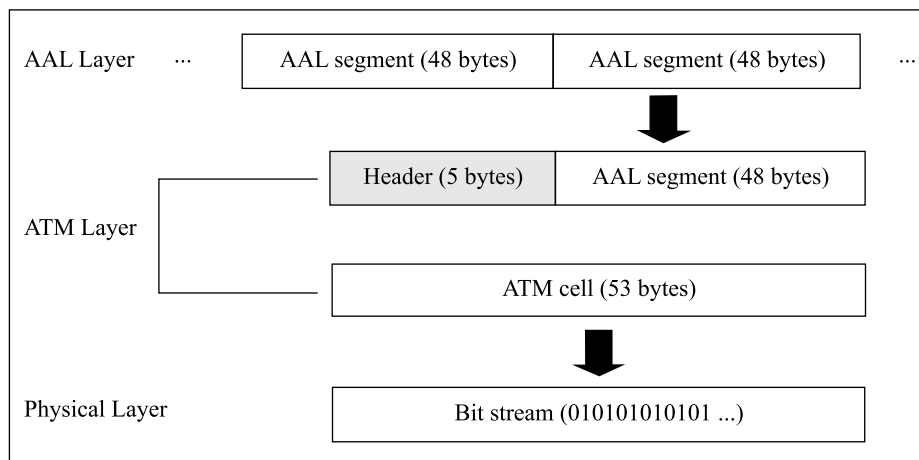 AAL Layer ... AAL segment (48 bytes) AAL segment (48 bytes) ...
Header (5 bytes) AAL segment (48 bytes)
ATM Layer
ATM cell (53 bytes)
Physical Layer Bit stream (010101010101 ...)